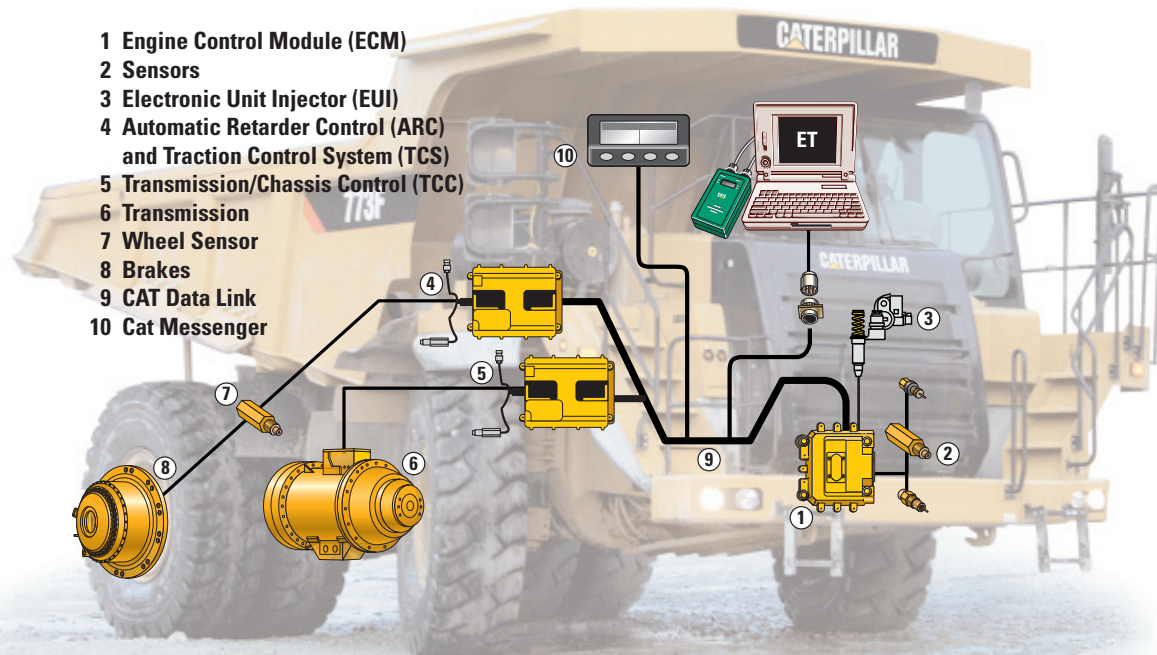 1 Engine Control Module (ECM)
2 Sensors
3 Electronic Unit Injector (EUI)
4 Automatic Retarder Control (ARC)
and Traction Control System (TCS)
5 Transmission/Chassis Control (TCC)
6 Transmission
7 Wheel Sensor
8 Brakes
9 CAT Data Link
10 Cat Messenger
CATERPILLAR
773F
CATERPILLAR
ET
10
4
3
5
7
9
2
8
6
1